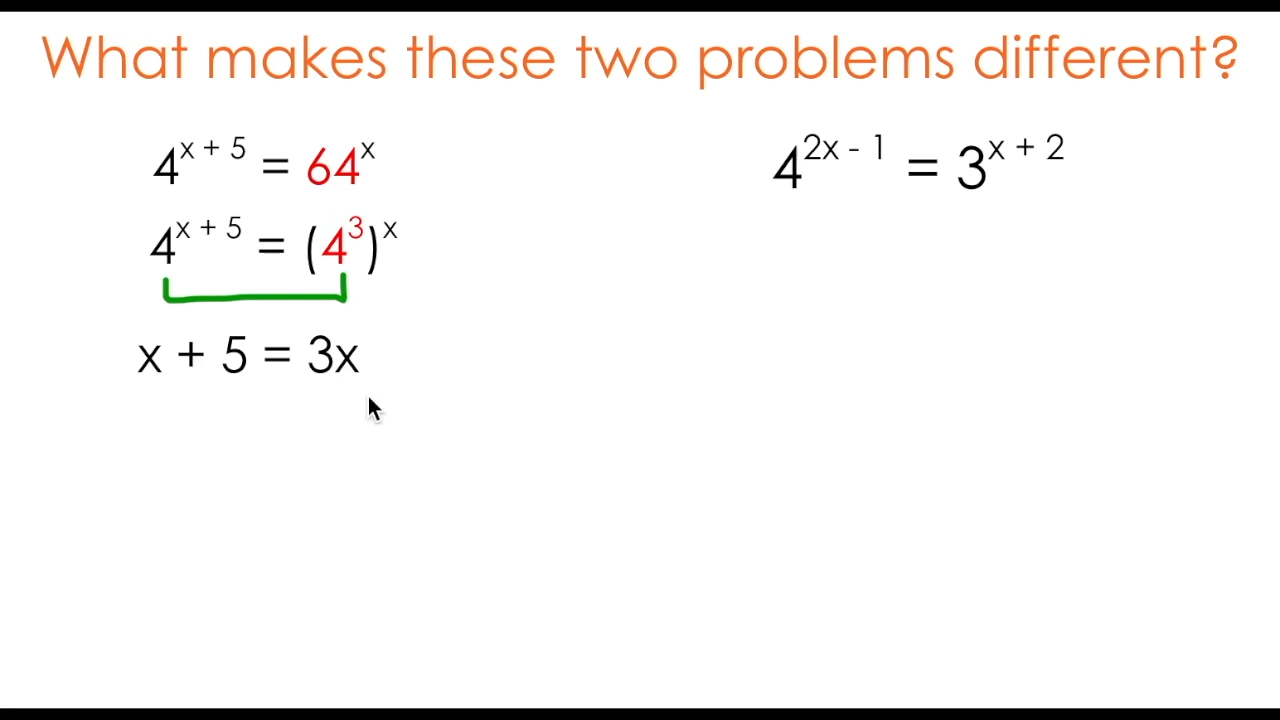 What makes these two problems different?
4^{x + 5} = 64^{x}
4^{x + 5} = (4^{3})^{x}
x + 5 = 3x
4^{2x - 1} = 3^{x + 2}